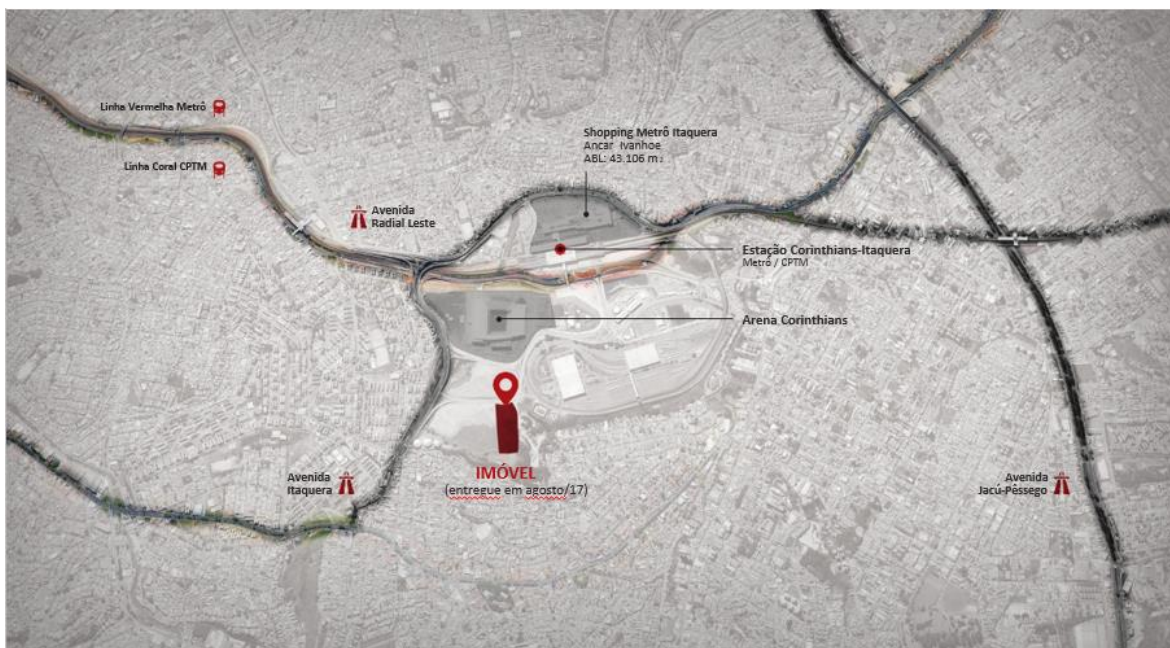 Linha Vermelha Metrô
Linha Coral CPTM
Avenida
Radial Leste
Shopping Metrô Itaquera
Ancar Ivanhoe
ABL: 43.106 m²
Estação Corinthians-Itaquera
Metrô / CPTM
Arena Corinthians
IMÓVEL
(entregue em agosto/17)
Avenida
Itaquera
Avenida
Jacú-Pêssego